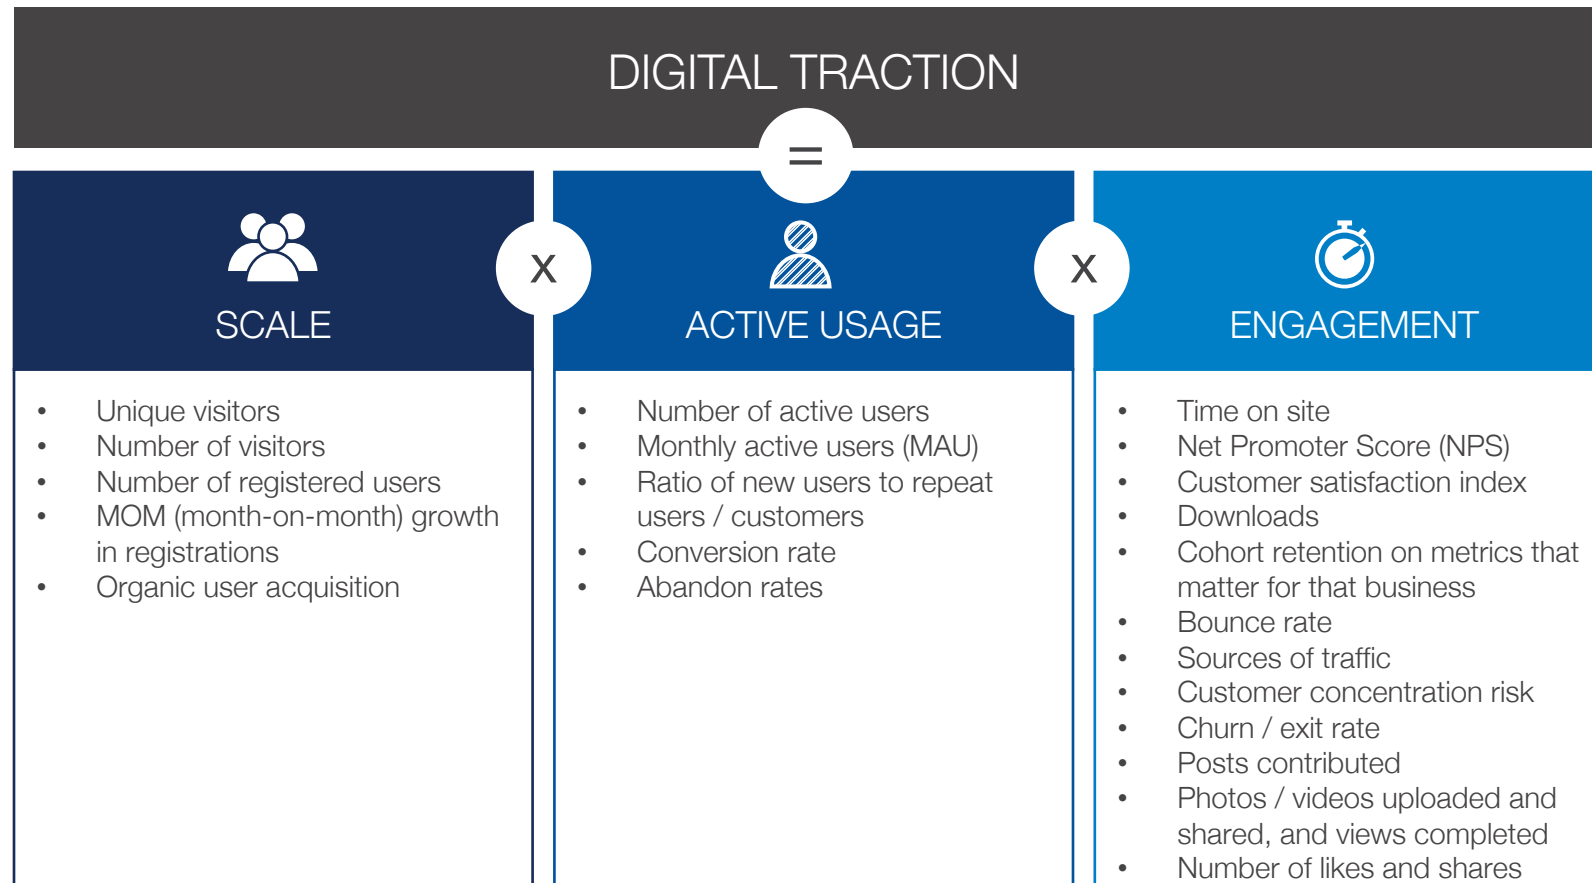 DIGITAL TRACTION
=
SCALE
x
ACTIVE USAGE
x
ENGAGEMENT
• Unique visitors
• Number of visitors
• Number of registered users
• MOM (month-on-month) growth
in registrations
• Organic user acquisition
• Number of active users
• Monthly active users (MAU)
• Ratio of new users to repeat
users / customers
• Conversion rate
• Abandon rates
• Time on site
• Net Promoter Score (NPS)
• Customer satisfaction index
• Downloads
• Cohort retention on metrics that
matter for that business
• Bounce rate
• Sources of traffic
• Customer concentration risk
• Churn / exit rate
• Posts contributed
• Photos / videos uploaded and
shared, and views completed
• Number of likes and shares